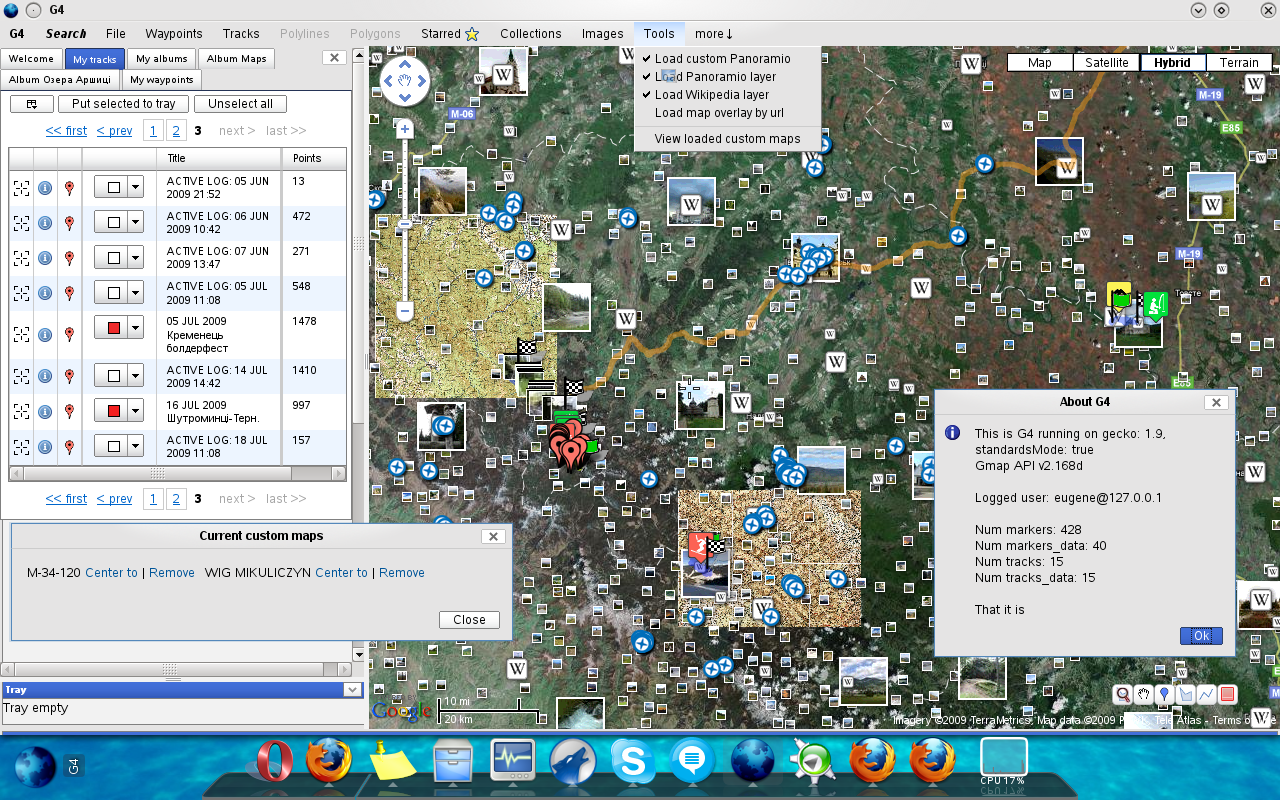 G4
G4 Search File Waypoints Tracks Polylines Polygons Starred Collections Images Tools more↓
Welcome My tracks My albums Album Maps
Album Озера Аршиці My waypoints
Put selected to tray Unselect all
<< first < prev 1 2 3 next > last >>
Title Points
ACTIVE LOG: 05 JUN 13
2009 21:52
ACTIVE LOG: 06 JUN 472
2009 10:42
ACTIVE LOG: 07 JUN 271
2009 13:47
ACTIVE LOG: 05 JUL 548
2009 11:08
05 JUL 2009 1478
Кременець
болдерфест
ACTIVE LOG: 14 JUL 1410
2009 14:42
16 JUL 2009 997
Шутроминці-Терн.
ACTIVE LOG: 18 JUL 157
2009 11:08
<< first < prev 1 2 3 next > last >>
Current custom maps
M-34-120 Center to | Remove WIG MIKULICZYN Center to | Remove
Close
Tray
Tray empty
Load custom Panoramio
Load Panoramio layer
Load Wikipedia layer
Load map overlay by url
View loaded custom maps
Map Satellite Hybrid Terrain
M-06
M-19
E85
M-19
E85
About G4
This is G4 running on gecko: 1.9,
standardsMode: true
Gmap API v2.168d
Logged user: eugene@127.0.0.1
Num markers: 428
Num markers_data: 40
Num tracks: 15
Num tracks_data: 15
That it is
Ok
POWERED BY
Google
10 mi
20 km
Imagery ©2009 TerraMetrics, Map data ©2009 Tele Atlas - Terms of Use
G4
CPU 17%